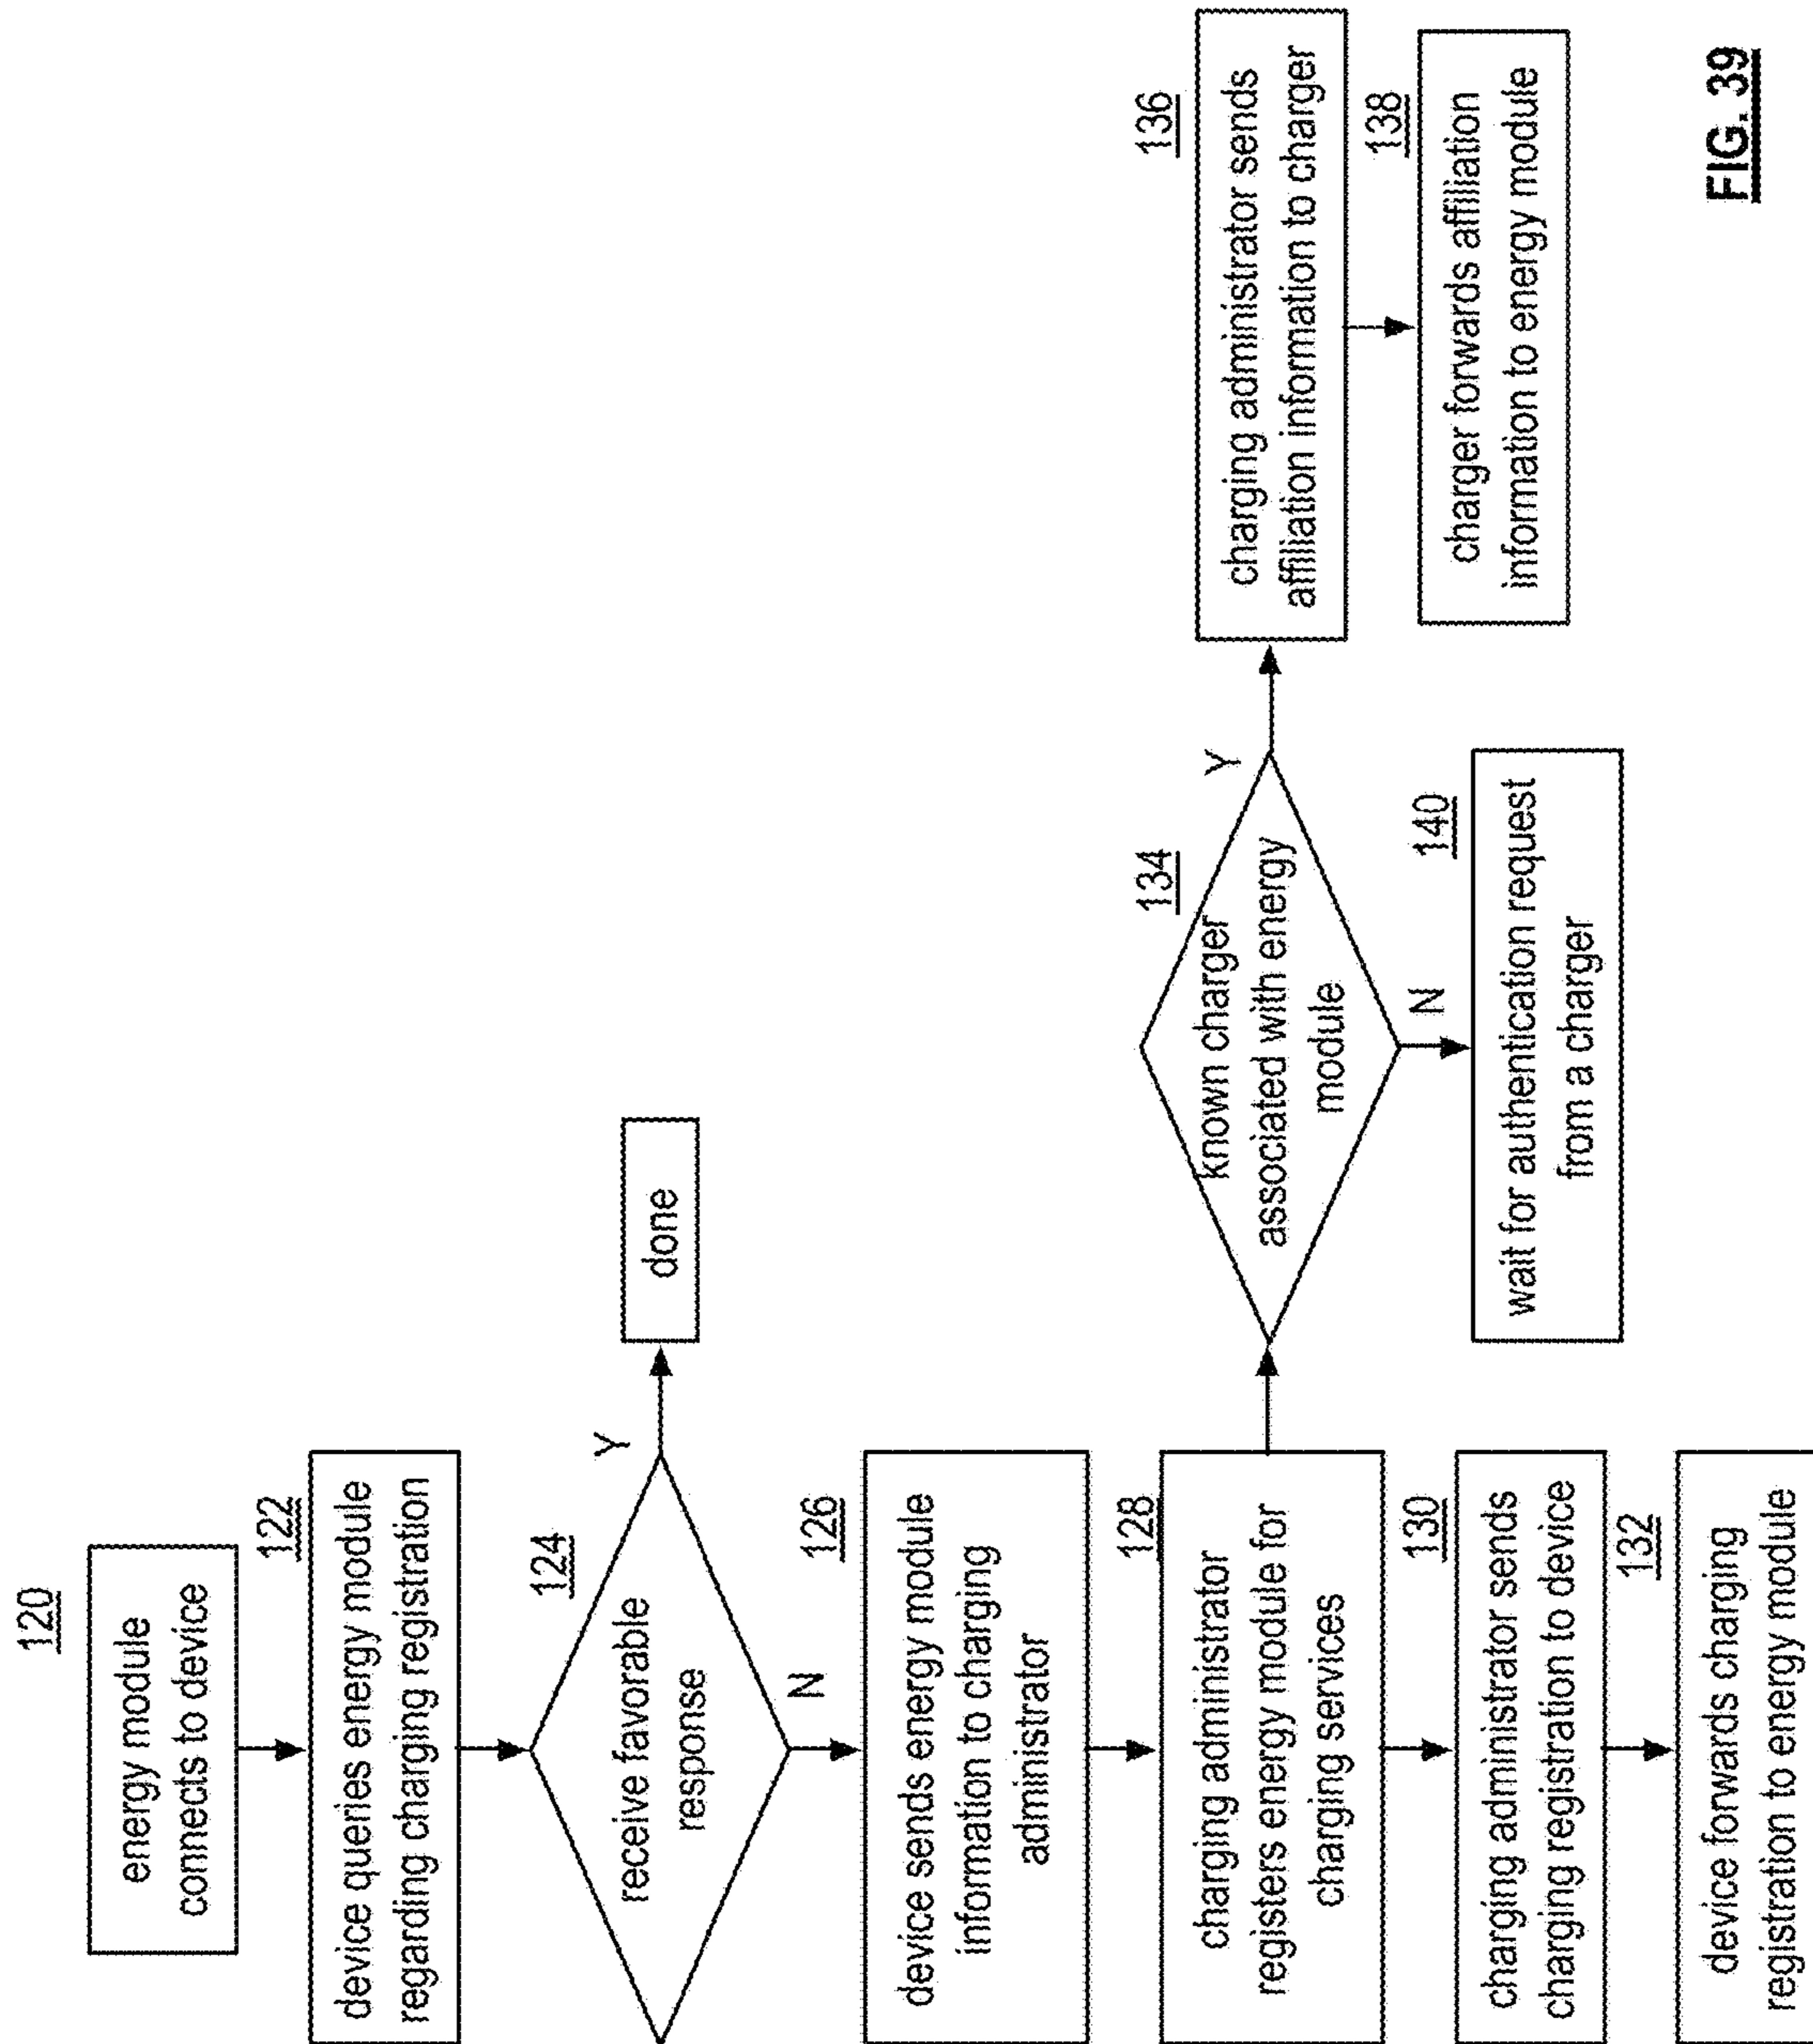 120
energy module
connects to device
122
device queries energy module
regarding charging registration
124
receive favorable
response
Y
done
N
126
device sends energy module
information to charging
administrator
128
charging administrator
registers energy module for
charging services
130
charging administrator sends
charging registration to device
132
device forwards charging
registration to energy module
134
known charger
associated with energy
module
Y
N
136
charging administrator sends
affiliation information to charger
138
charger forwards affiliation
information to energy module
140
wait for authentication request
from a charger
FIG. 39